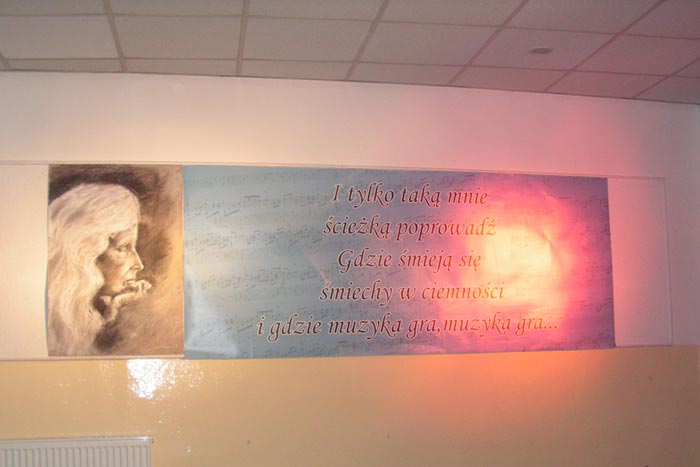 I tylko taką mnie
ścieżką poprowadź
Gdzie śmieją się
śmiechy w ciemności
i gdzie muzyka gra,muzyka gra...